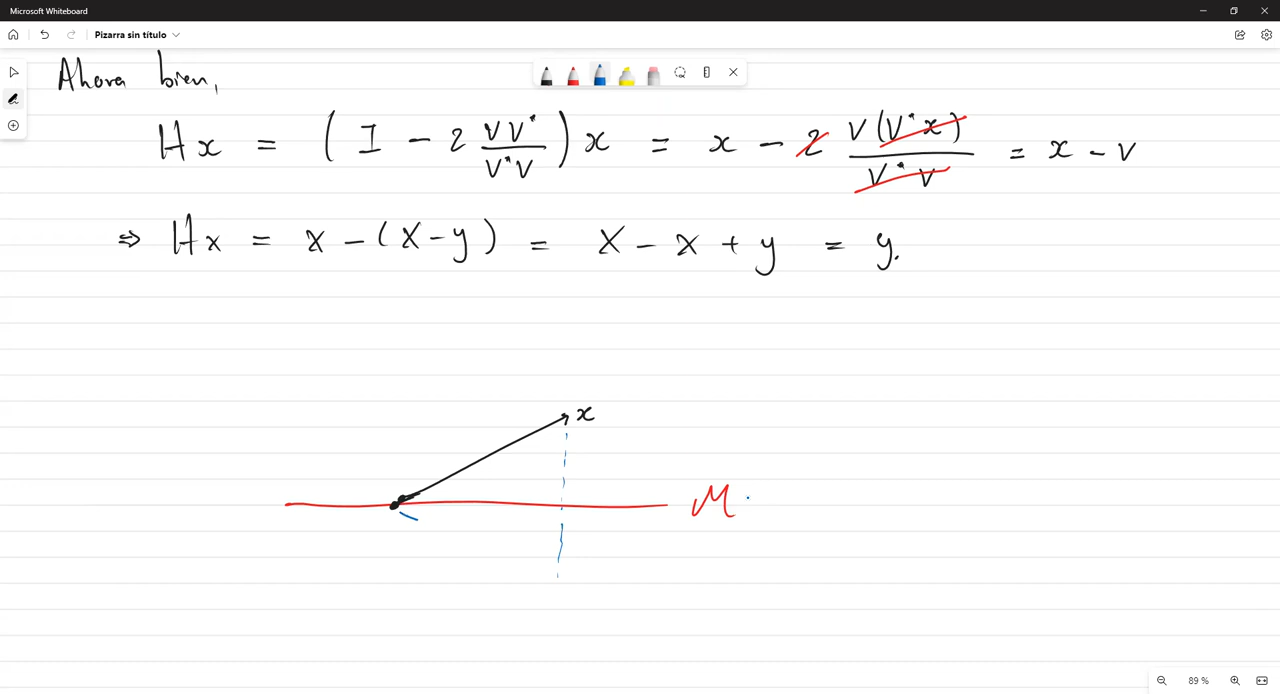 Microsoft Whiteboard
Pizarra sin título
Ahora bien,
Hx = (I - 2 VV*/V*V)x = x - 2 V(V*x)/V*V = x - V
⇒ Hx = x - (x - y) = x - x + y = y.
x
M
89 %